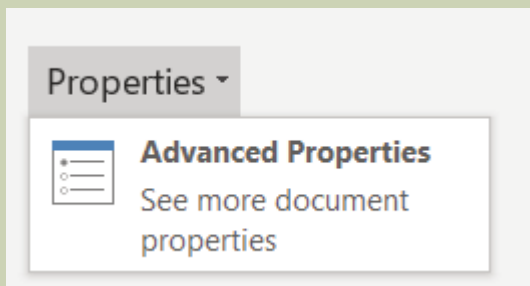 Properties
Advanced Properties
See more document
properties